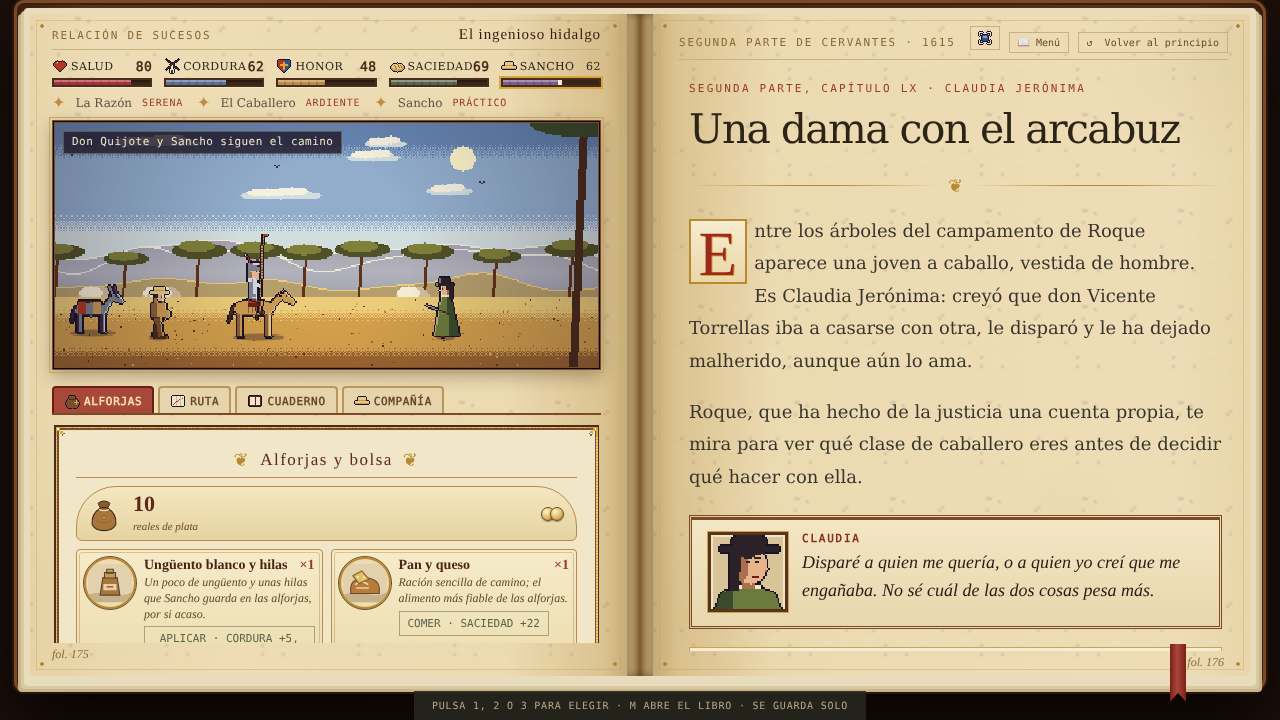 RELACIÓN DE SUCESOS
El ingenioso hidalgo
SALUD 80
CORDURA 62
HONOR 48
SACIEDAD 69
SANCHO 62
La Razón SERENA
El Caballero ARDIENTE
Sancho PRÁCTICO
Don Quijote y Sancho siguen el camino
ALFORJAS
RUTA
CUADERNO
COMPAÑÍA
Alforjas y bolsa
10
reales de plata
Ungüento blanco y hilas ×1
Un poco de ungüento y unas hilas
que Sancho guarda en las alforjas,
por si acaso.
APLICAR · CORDURA +5,
Pan y queso ×1
Ración sencilla de camino; el
alimento más fiable de las alforjas.
COMER · SACIEDAD +22
fol. 175
SEGUNDA PARTE DE CERVANTES · 1615
Menú
↺ Volver al principio
SEGUNDA PARTE, CAPÍTULO LX · CLAUDIA JERÓNIMA
Una dama con el arcabuz
Entre los árboles del campamento de Roque
aparece una joven a caballo, vestida de hombre.
Es Claudia Jerónima: creyó que don Vicente
Torrellas iba a casarse con otra, le disparó y le ha dejado
malherido, aunque aún lo ama.
Roque, que ha hecho de la justicia una cuenta propia, te
mira para ver qué clase de caballero eres antes de decidir
qué hacer con ella.
CLAUDIA
Disparé a quien me quería, o a quien yo creí que me
engañaba. No sé cuál de las dos cosas pesa más.
fol. 176
PULSA 1, 2 O 3 PARA ELEGIR · M ABRE EL LIBRO · SE GUARDA SOLO